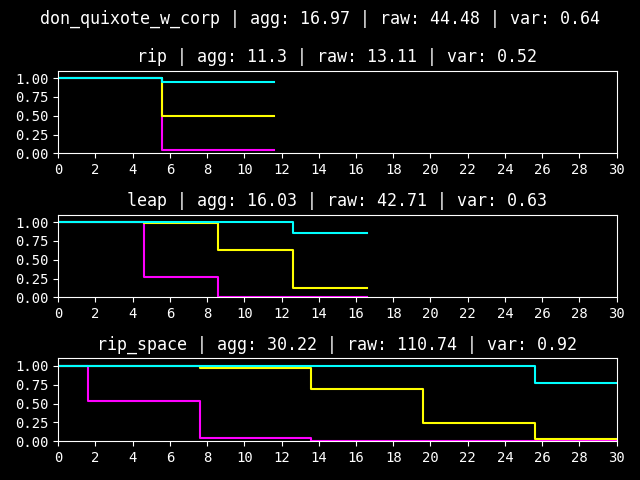 don_quixote_w_corp | agg: 16.97 | raw: 44.48 | var: 0.64
rip | agg: 11.3 | raw: 13.11 | var: 0.52
1.00
0.75
0.50
0.25
0.00
0 2 4 6 8 10 12 14 16 18 20 22 24 26 28 30
leap | agg: 16.03 | raw: 42.71 | var: 0.63
1.00
0.75
0.50
0.25
0.00
0 2 4 6 8 10 12 14 16 18 20 22 24 26 28 30
rip_space | agg: 30.22 | raw: 110.74 | var: 0.92
1.00
0.75
0.50
0.25
0.00
0 2 4 6 8 10 12 14 16 18 20 22 24 26 28 30